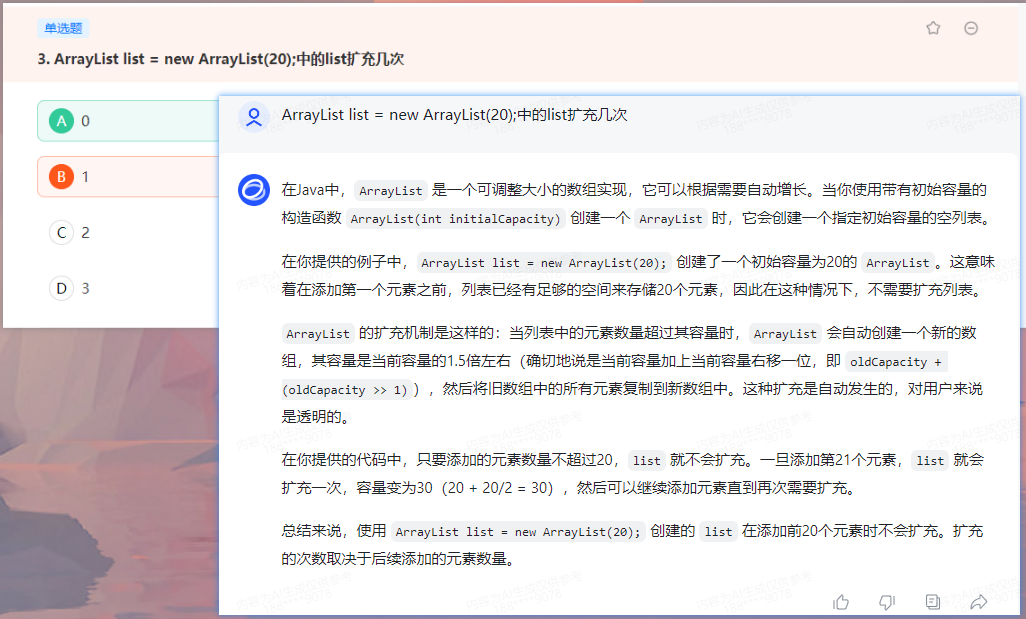 单选题
3. ArrayList list = new ArrayList(20);中的list扩充几次
A 0
B 1
C 2
D 3
ArrayList list = new ArrayList(20);中的list扩充几次
在Java中， ArrayList 是一个可调整大小的数组实现，它可以根据需要自动增长。当你使用带有初始容量的
构造函数 ArrayList(int initialCapacity) 创建一个 ArrayList 时，它会创建一个指定初始容量的空列表。
在你提供的例子中， ArrayList list = new ArrayList(20); 创建了一个初始容量为20的 ArrayList 。这意味
着在添加第一个元素之前，列表已经有足够的空间来存储20个元素，因此在这种情况下，不需要扩充列表。
ArrayList 的扩充机制是这样的：当列表中的元素数量超过其容量时， ArrayList 会自动创建一个新的数
组，其容量是当前容量的1.5倍左右（确切地说是当前容量加上当前容量右移一位，即 oldCapacity +
(oldCapacity >> 1) ），然后将旧数组中的所有元素复制到新数组中。这种扩充是自动发生的，对用户来说
是透明的。
在你提供的代码中，只要添加的元素数量不超过20， list 就不会扩充。一旦添加第21个元素， list 就会
扩充一次，容量变为30（20 + 20/2 = 30），然后可以继续添加元素直到再次需要扩充。
总结来说，使用 ArrayList list = new ArrayList(20); 创建的 list 在添加前20个元素时不会扩充。扩充
的次数取决于后续添加的元素数量。